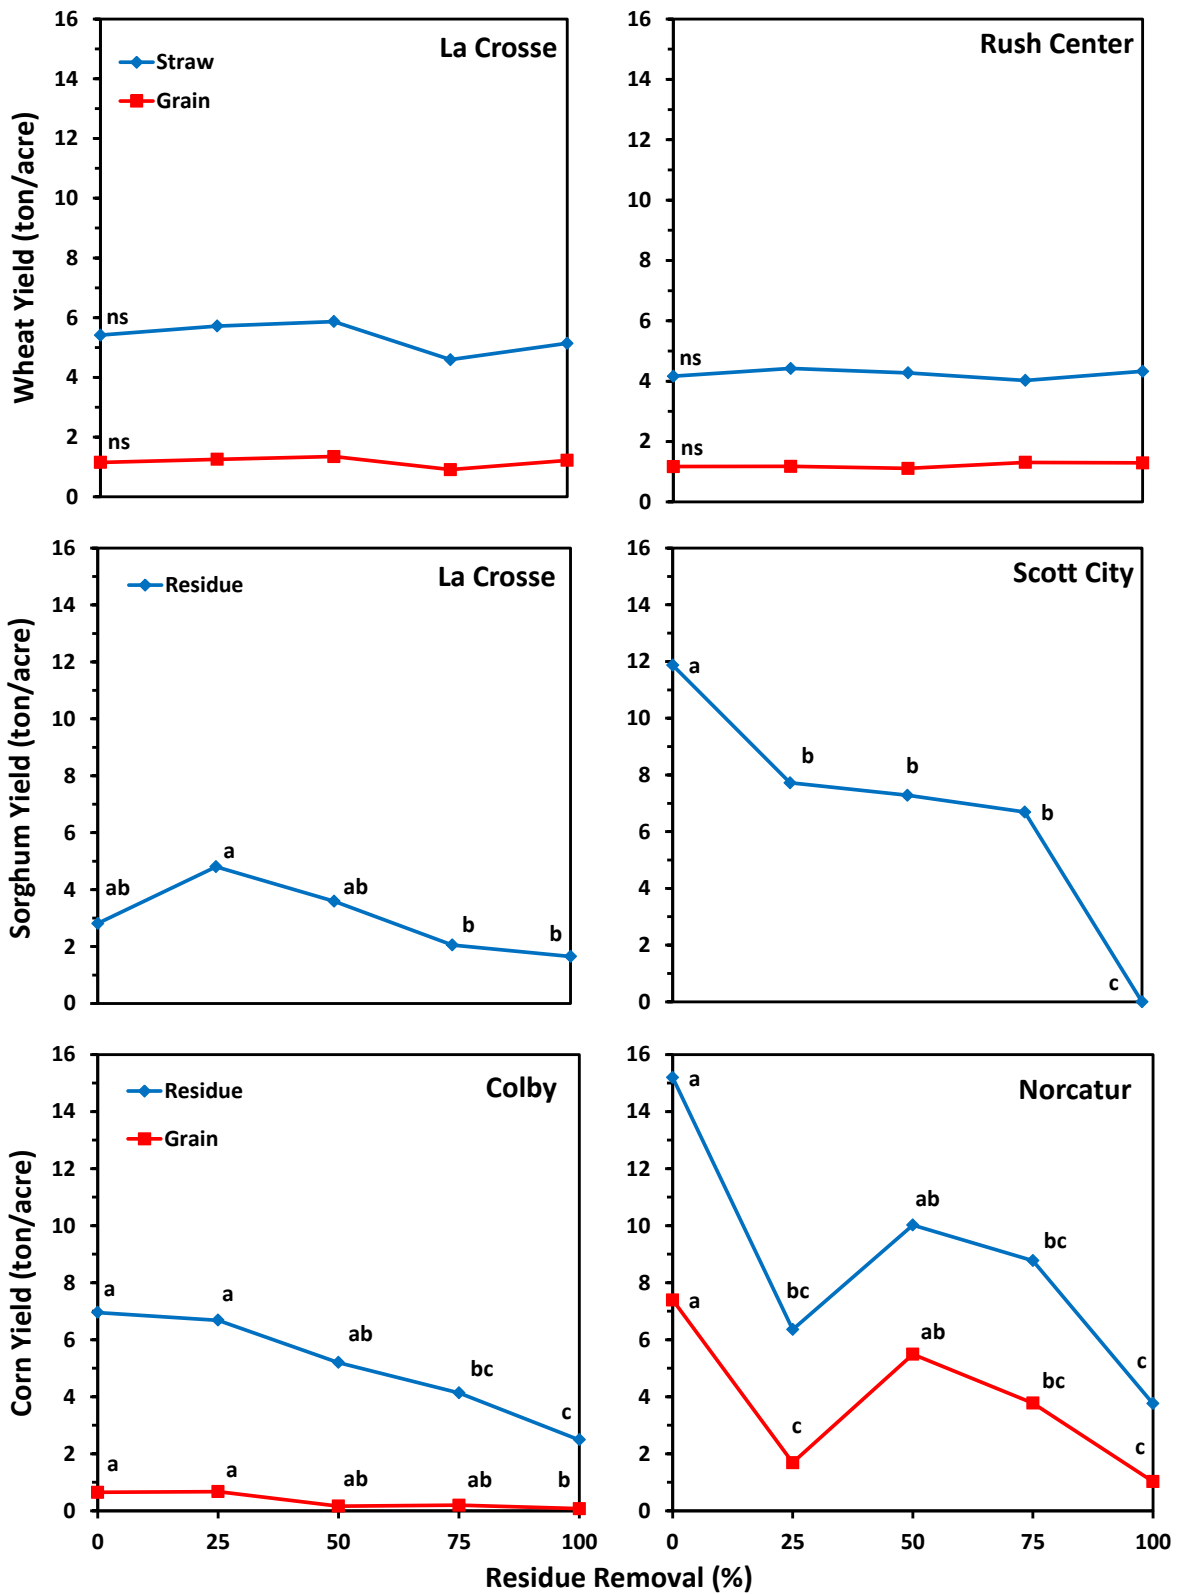 Wheat Yield (ton/acre)
16
14
12
10
8
6
4
2
0
La Crosse
Straw
Grain
ns
ns
16
14
12
10
8
6
4
2
0
Rush Center
ns
ns
Sorghum Yield (ton/acre)
16
14
12
10
8
6
4
2
0
La Crosse
Residue
ab
a
ab
b
b
16
14
12
10
8
6
4
2
0
Scott City
a
b
b
b
c
Corn Yield (ton/acre)
16
14
12
10
8
6
4
2
0
Colby
Residue
Grain
a
a
ab
bc
c
a
a
ab
ab
b
0 25 50 75 100
16
14
12
10
8
6
4
2
0
Norcatur
a
bc
ab
bc
c
a
c
ab
bc
c
0 25 50 75 100
Residue Removal (%)